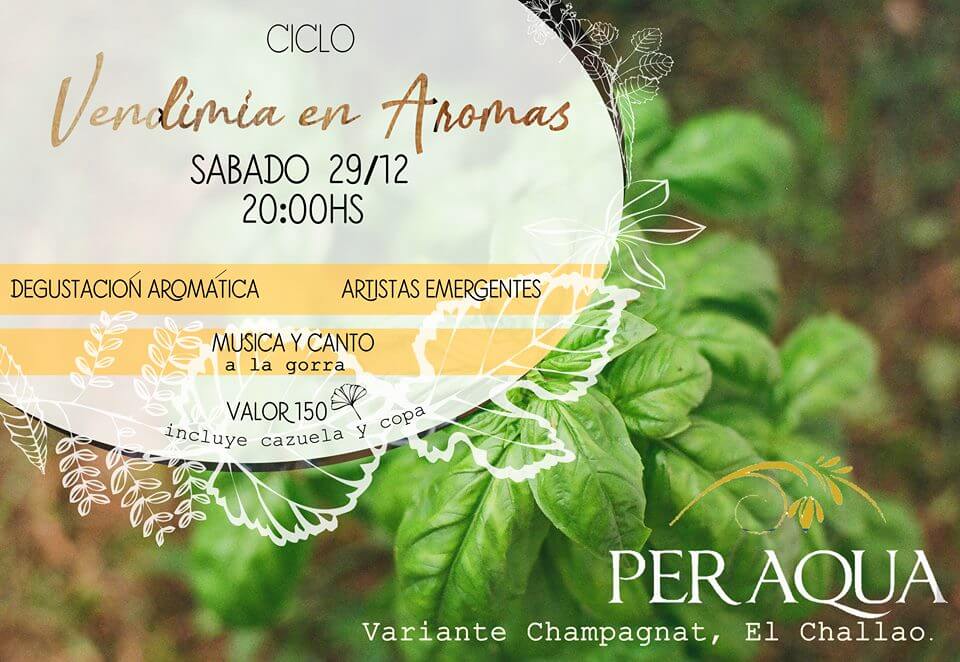 CICLO
Vendimia en Aromas
SABADO 29/12
20:00HS
DEGUSTACIÓN AROMÁTICA
ARTISTAS EMERGENTES
MUSICA Y CANTO
a la gorra
VALOR 150
incluye cazuela y copa
PER AQUA
Variante Champagnat, El Challao.